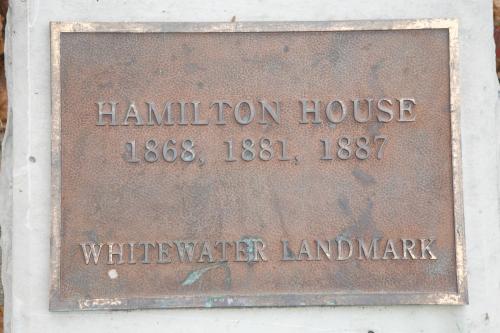 HAMILTON HOUSE
1868, 1881, 1887
WHITEWATER LANDMARK